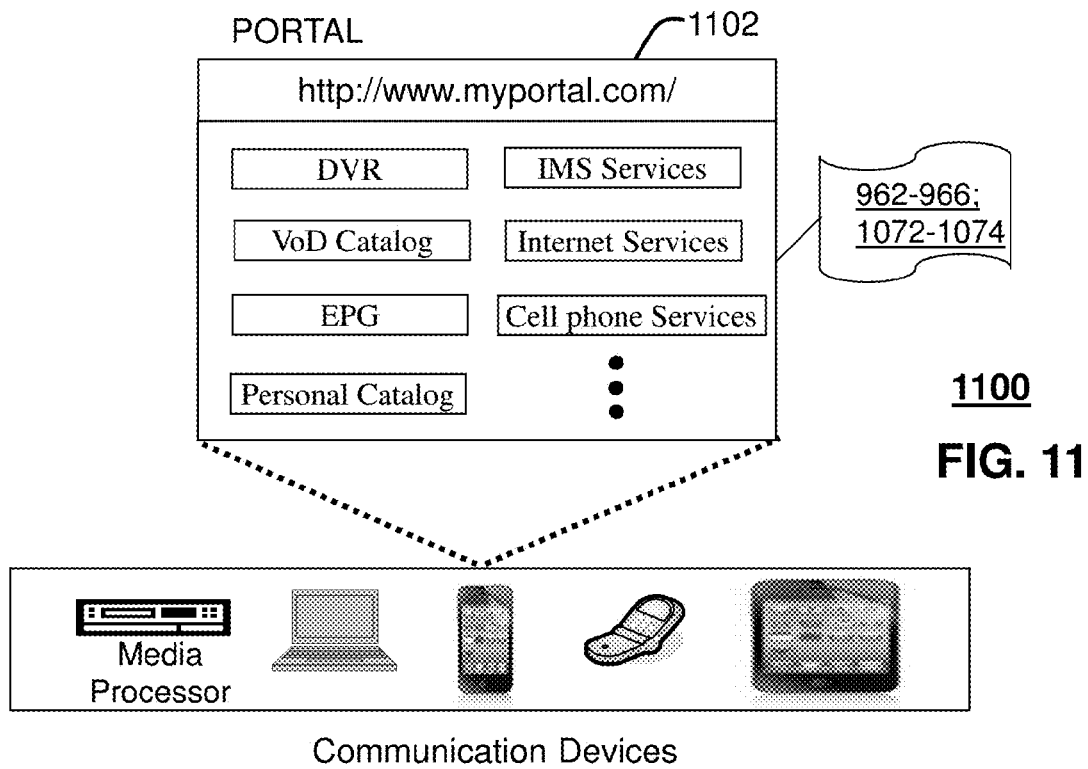 PORTAL
1102
http://www.myportal.com/
DVR
IMS Services
VoD Catalog
Internet Services
EPG
Cell phone Services
Personal Catalog
962-966;
1072-1074
1100
FIG. 11
Media
Processor
Communication Devices